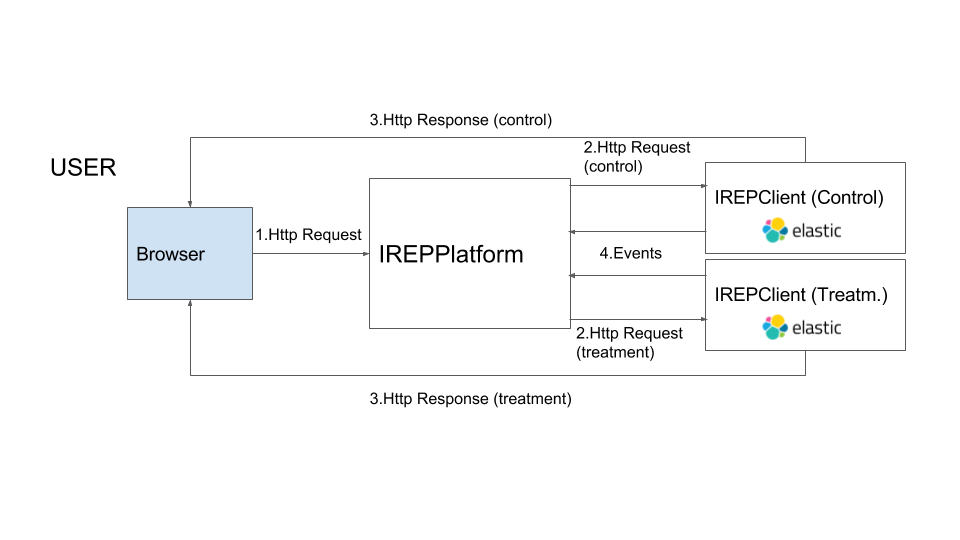 3.Http Response (control)
2.Http Request
(control)
USER
IREPClient (Control)
elastic
1.Http Request
Browser
IREPPlatform
4.Events
IREPClient (Treatm.)
elastic
2.Http Request
(treatment)
3.Http Response (treatment)